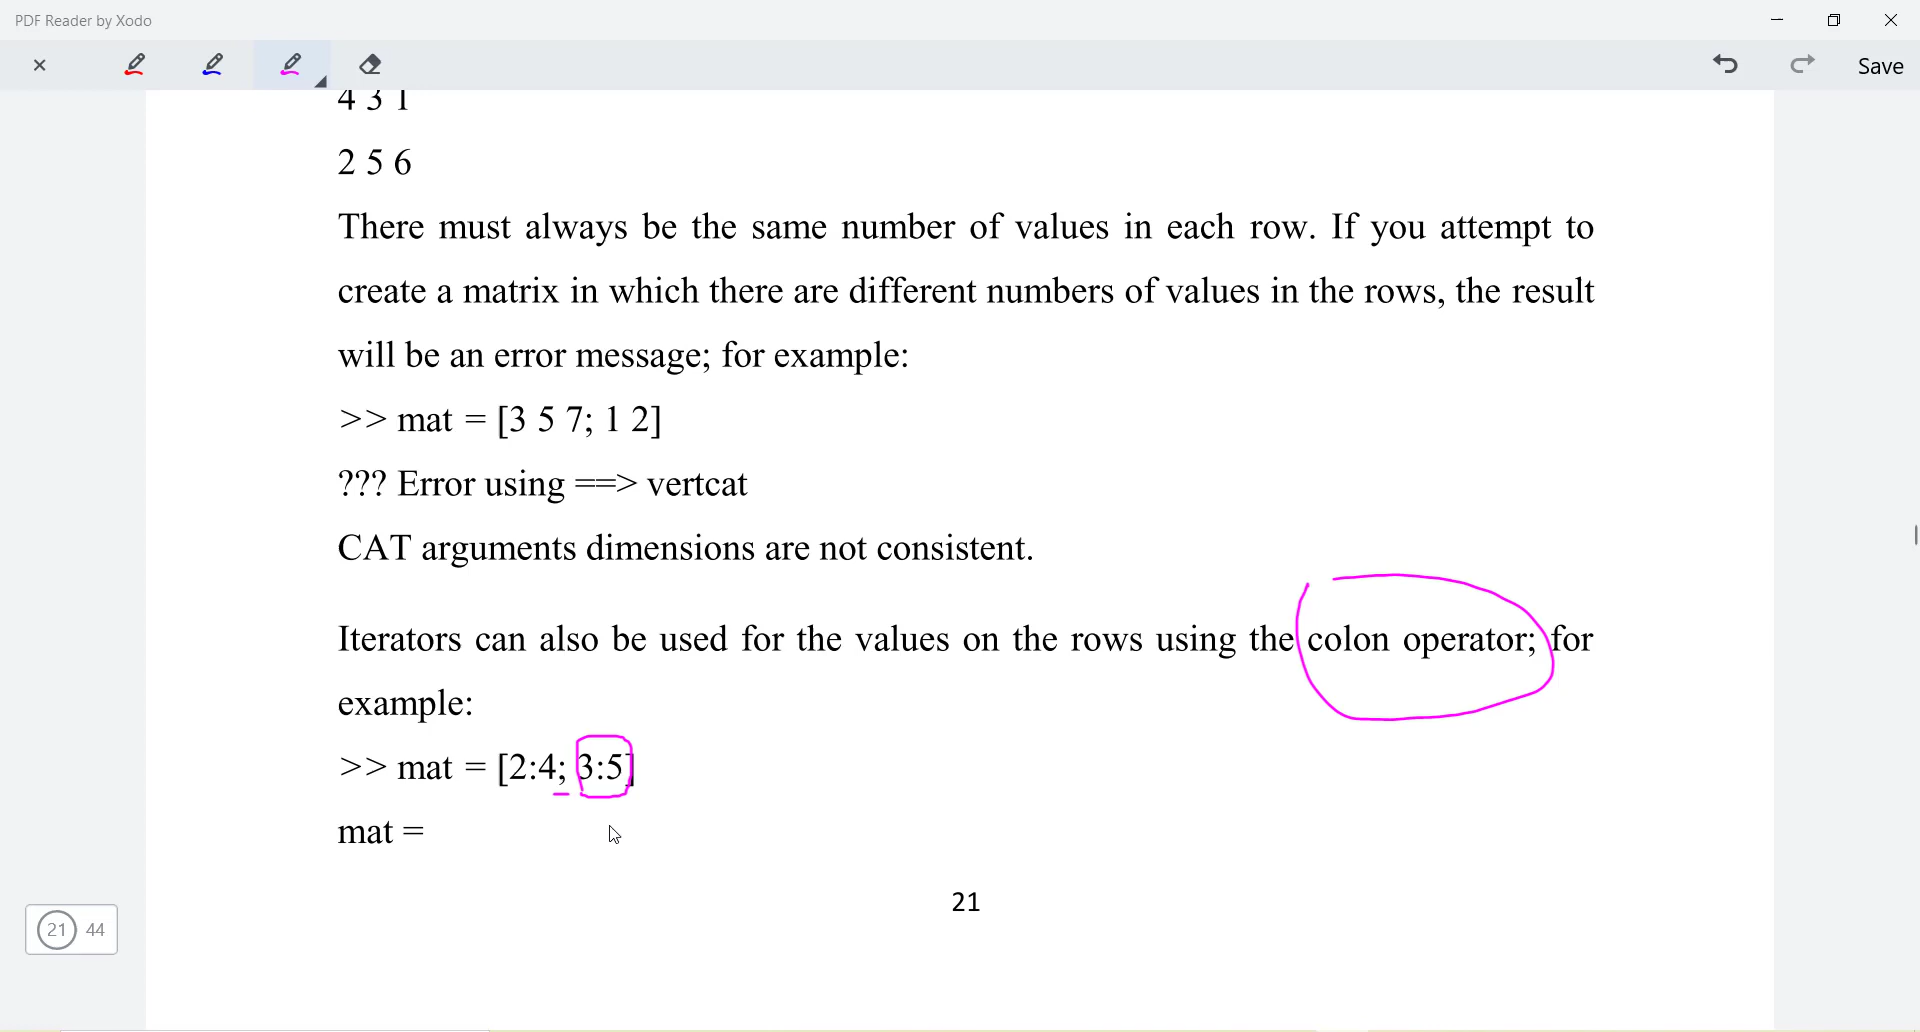 PDF Reader by Xodo
Save
4 3 1
2 5 6
There must always be the same number of values in each row. If you attempt to
create a matrix in which there are different numbers of values in the rows, the result
will be an error message; for example:
>> mat = [3 5 7; 1 2]
??? Error using ==> vertcat
CAT arguments dimensions are not consistent.
Iterators can also be used for the values on the rows using the colon operator; for
example:
>> mat = [2:4; 3:5]
mat =
21
21 44